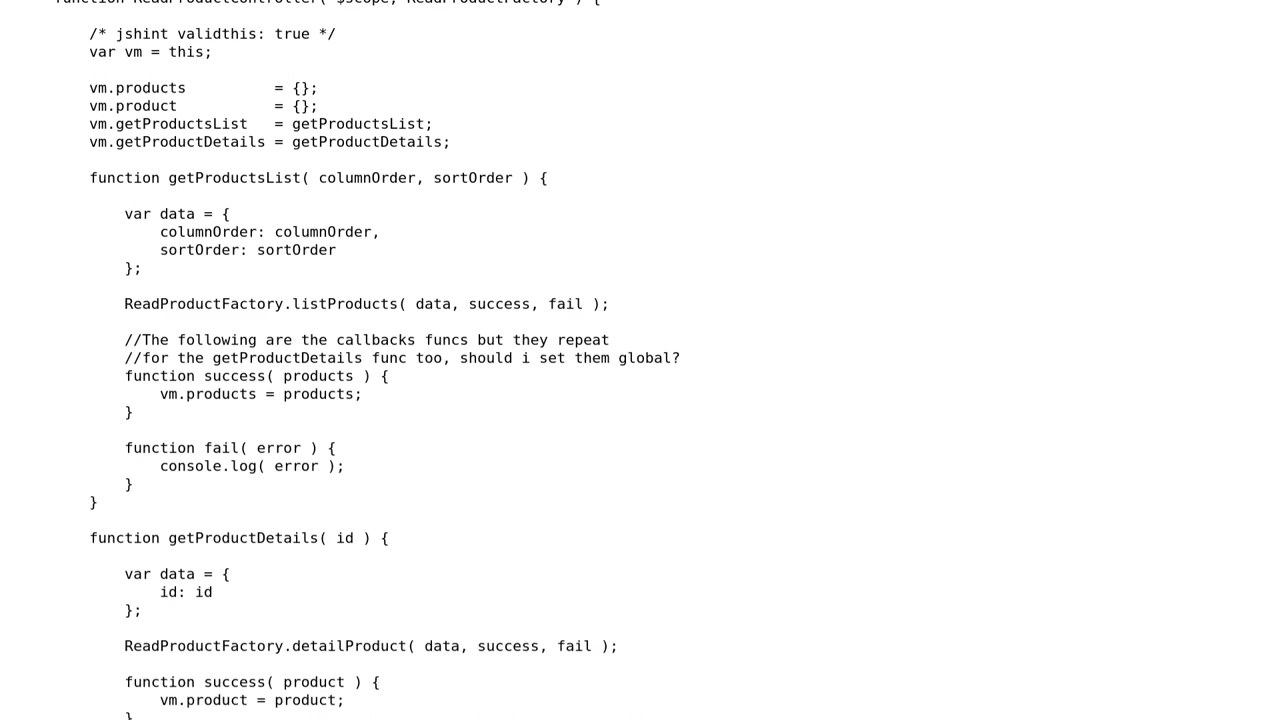 function ReadProductController( $scope, ReadProductFactory ) {
/* jshint validthis: true */
var vm = this;
vm.products          = {};
vm.product           = {};
vm.getProductsList   = getProductsList;
vm.getProductDetails = getProductDetails;
function getProductsList( columnOrder, sortOrder ) {
var data = {
columnOrder: columnOrder,
sortOrder: sortOrder
};
ReadProductFactory.listProducts( data, success, fail );
//The following are the callbacks funcs but they repeat
//for the getProductDetails func too, should i set them global?
function success( products ) {
vm.products = products;
}
function fail( error ) {
console.log( error );
}
}
function getProductDetails( id ) {
var data = {
id: id
};
ReadProductFactory.detailProduct( data, success, fail );
function success( product ) {
vm.product = product;
}